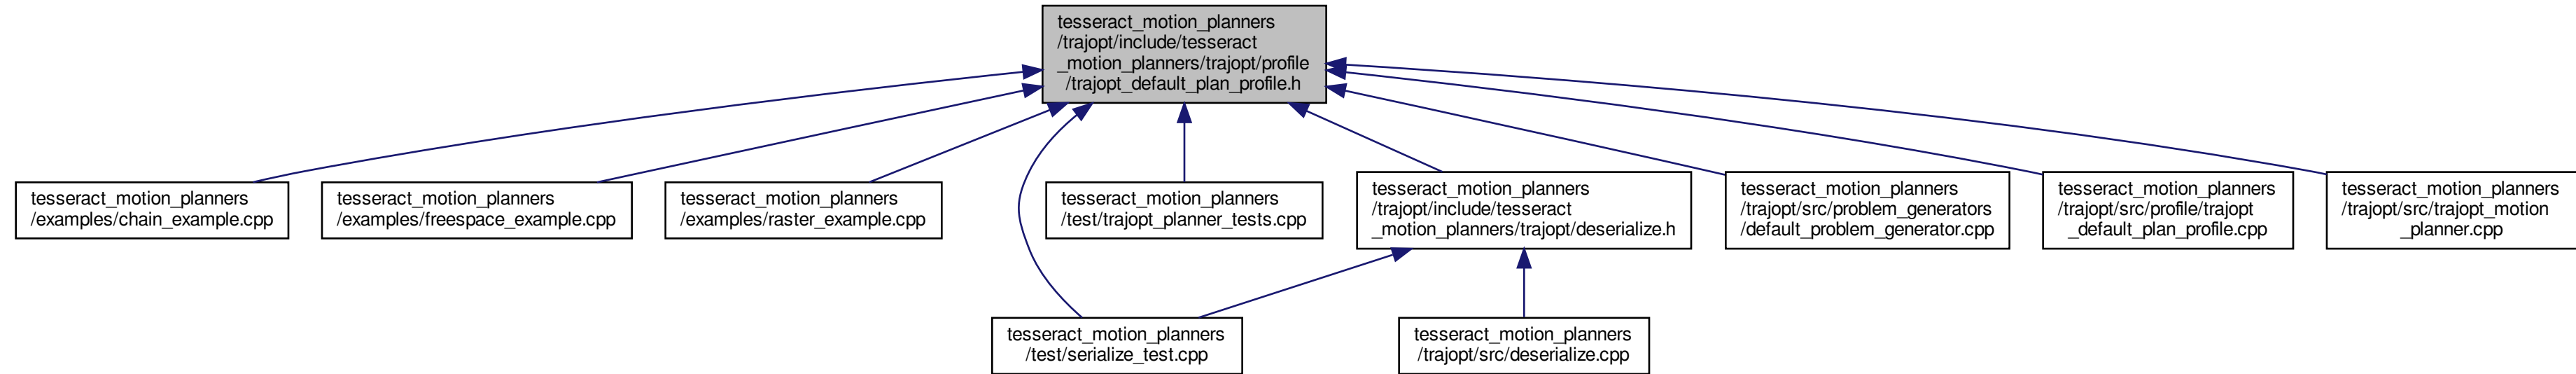 tesseract_motion_planners
/trajopt/include/tesseract
_motion_planners/trajopt/profile
/trajopt_default_plan_profile.h
tesseract_motion_planners
/examples/chain_example.cpp
tesseract_motion_planners
/examples/freespace_example.cpp
tesseract_motion_planners
/examples/raster_example.cpp
tesseract_motion_planners
/test/trajopt_planner_tests.cpp
tesseract_motion_planners
/trajopt/include/tesseract
_motion_planners/trajopt/deserialize.h
tesseract_motion_planners
/trajopt/src/problem_generators
/default_problem_generator.cpp
tesseract_motion_planners
/trajopt/src/profile/trajopt
_default_plan_profile.cpp
tesseract_motion_planners
/trajopt/src/trajopt_motion
_planner.cpp
tesseract_motion_planners
/test/serialize_test.cpp
tesseract_motion_planners
/trajopt/src/deserialize.cpp